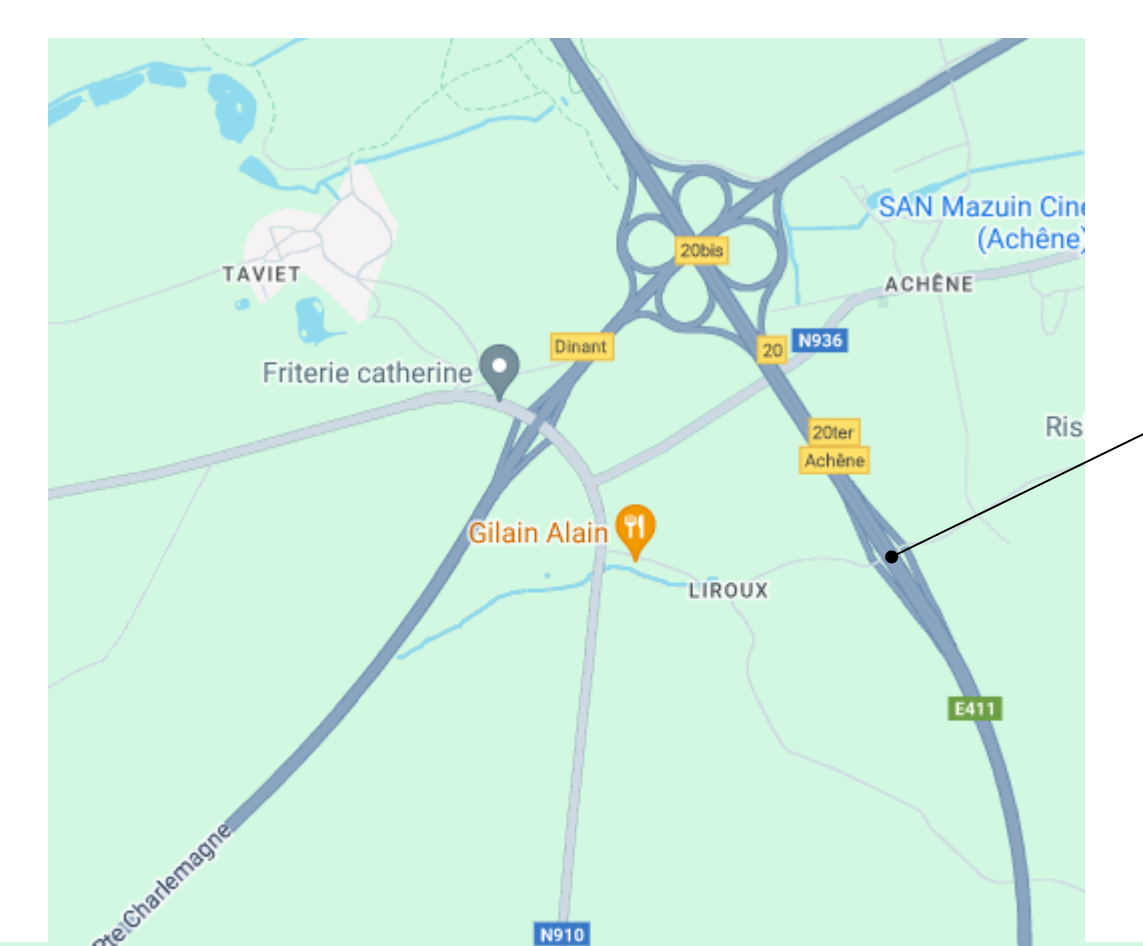 SAN Mazuin Cine
(Achêne)
20bis
TAVIET
ACHÊNE
Dinant
20
N936
Friterie catherine
20ter
Achêne
Ris
Gilain Alain
LIROUX
E411
Rte Charlemagne
N910